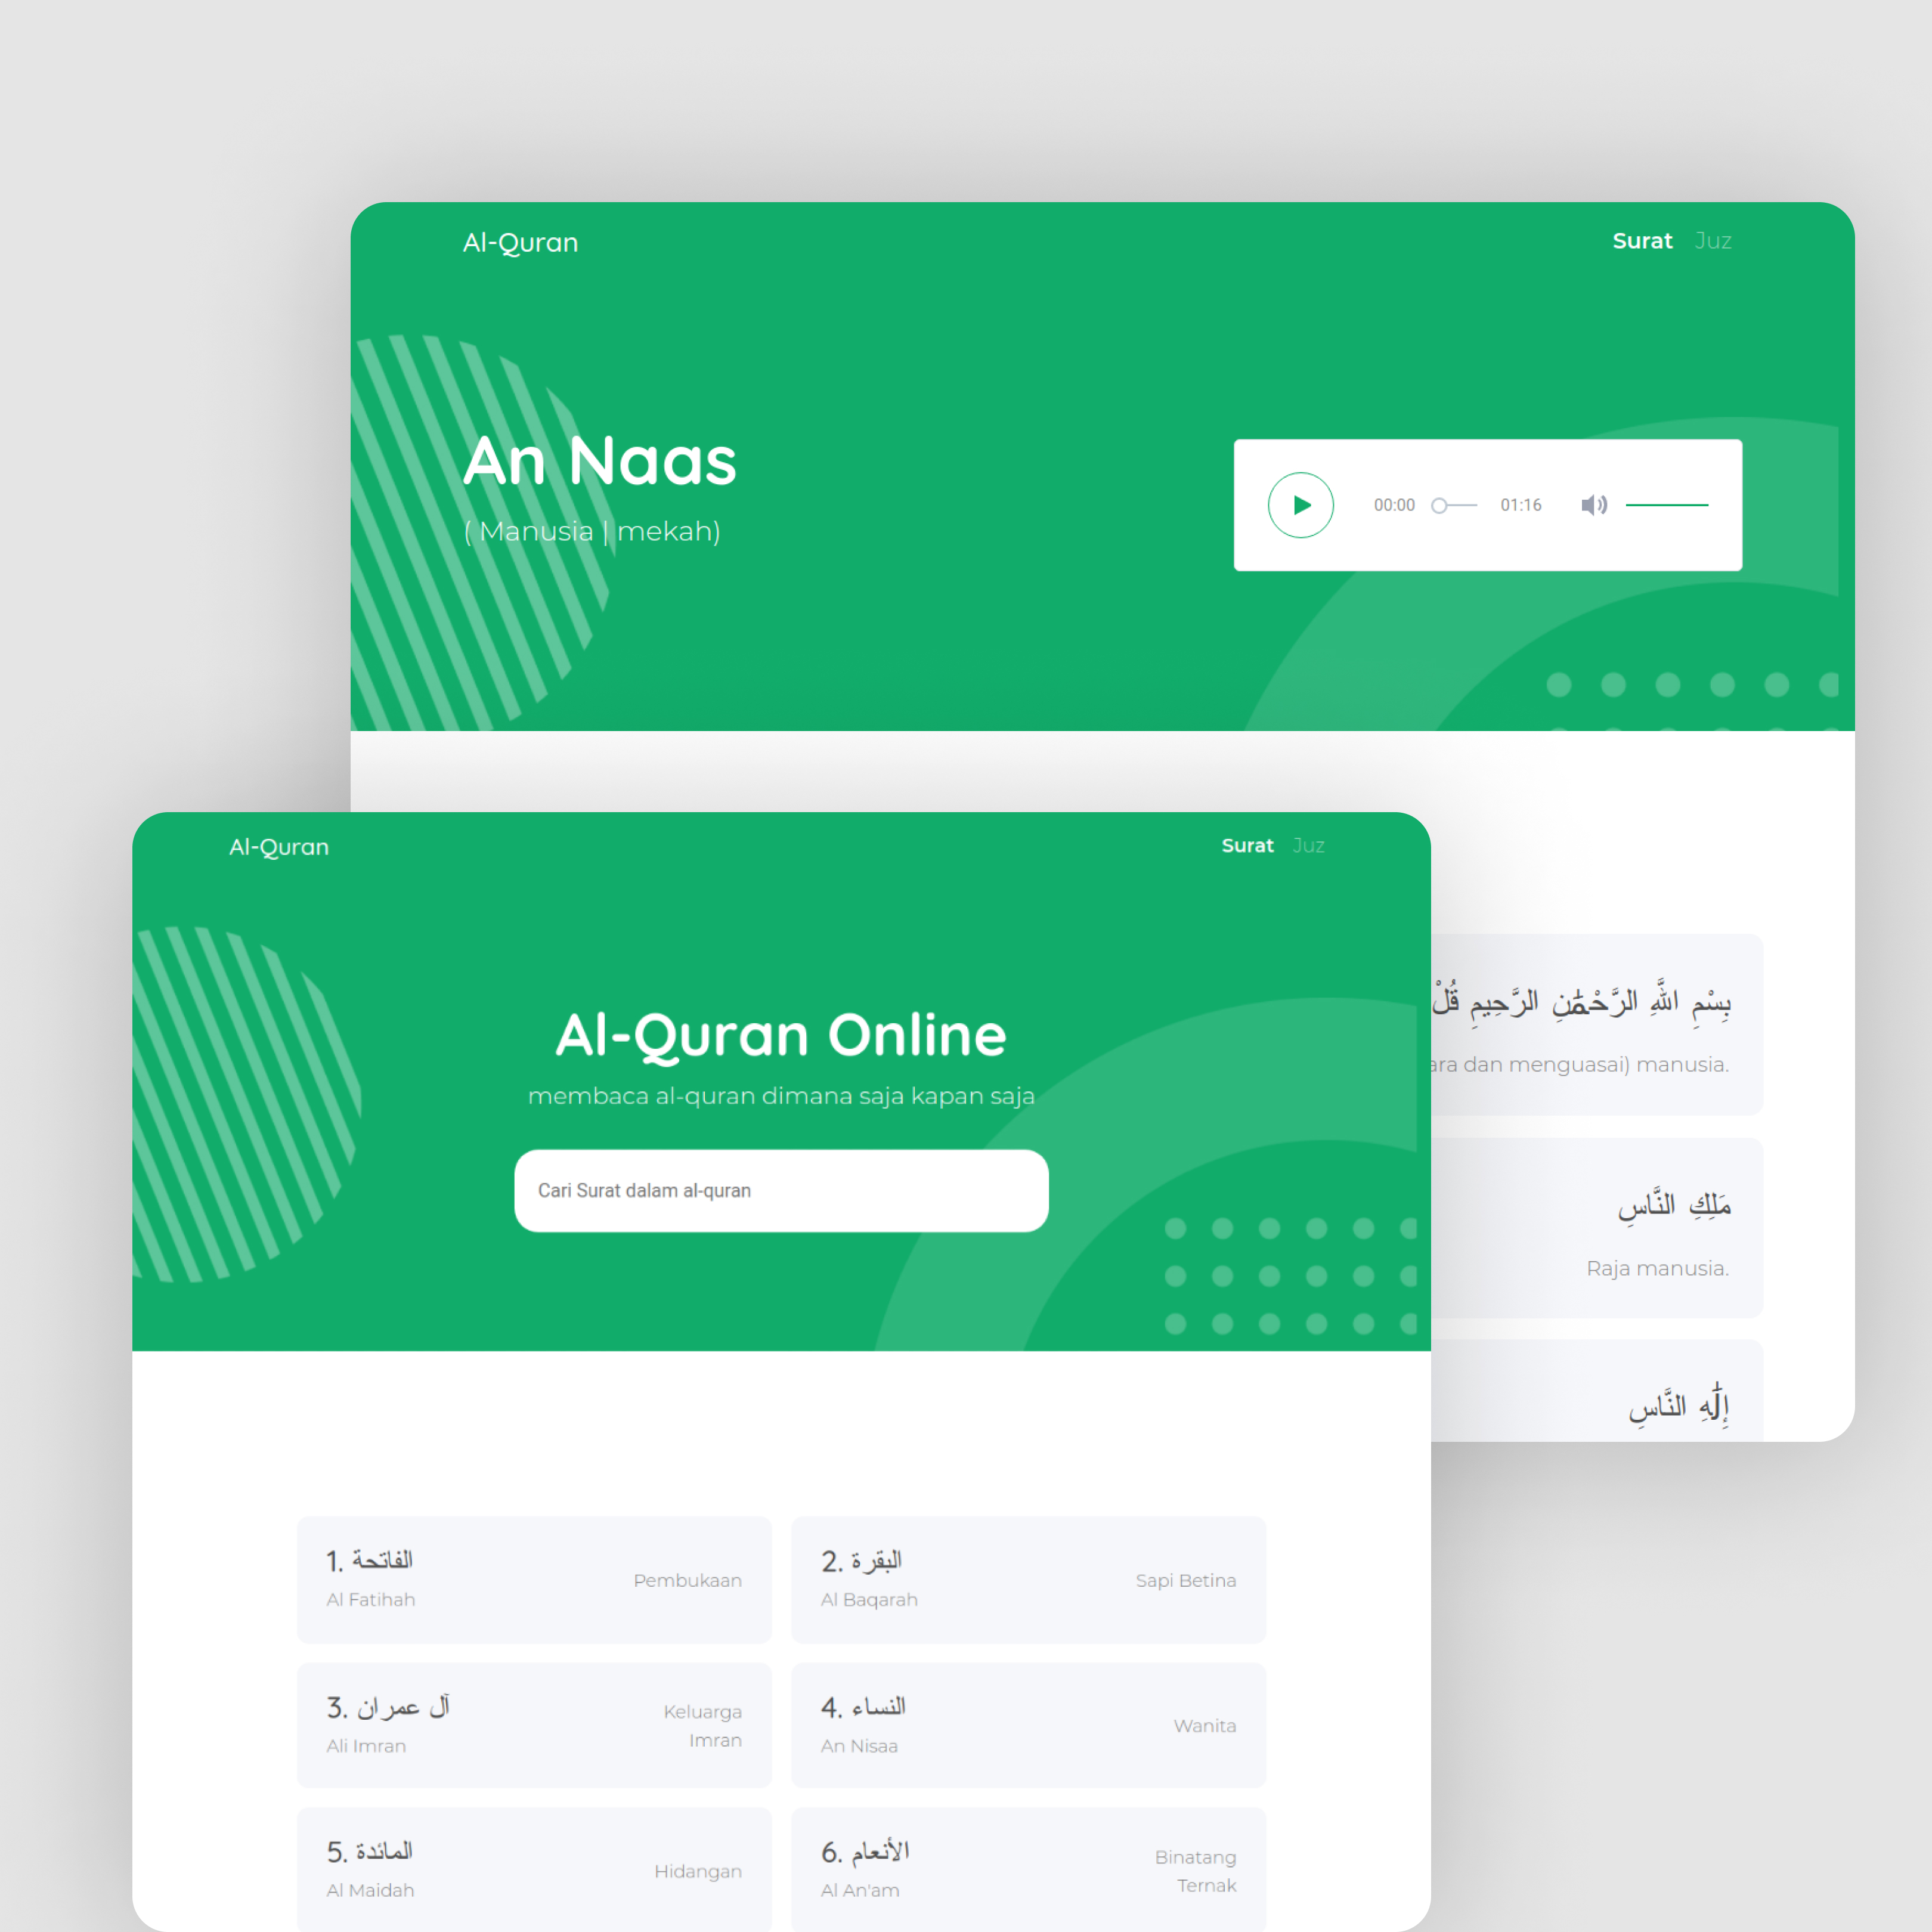 Al-Quran
Surat Juz
An Naas
( Manusia | mekah)
00:00 01:16
بِسْمِ اللَّهِ الرَّحْمَٰنِ الرَّحِيمِ قُلْ
dan menguasai) manusia.
مَلِكِ النَّاسِ
Raja manusia.
إِلَٰهِ النَّاسِ
Al-Quran
Surat Juz
Al-Quran Online
membaca al-quran dimana saja kapan saja
Cari Surat dalam al-quran
1. الفاتحة
Al Fatihah
Pembukaan
2. البقرة
Al Baqarah
Sapi Betina
3. آل عمران
Ali Imran
Keluarga
Imran
4. النساء
An Nisaa
Wanita
5. المائدة
Al Maidah
Hidangan
6. الأنعام
Al An'am
Binatang
Ternak